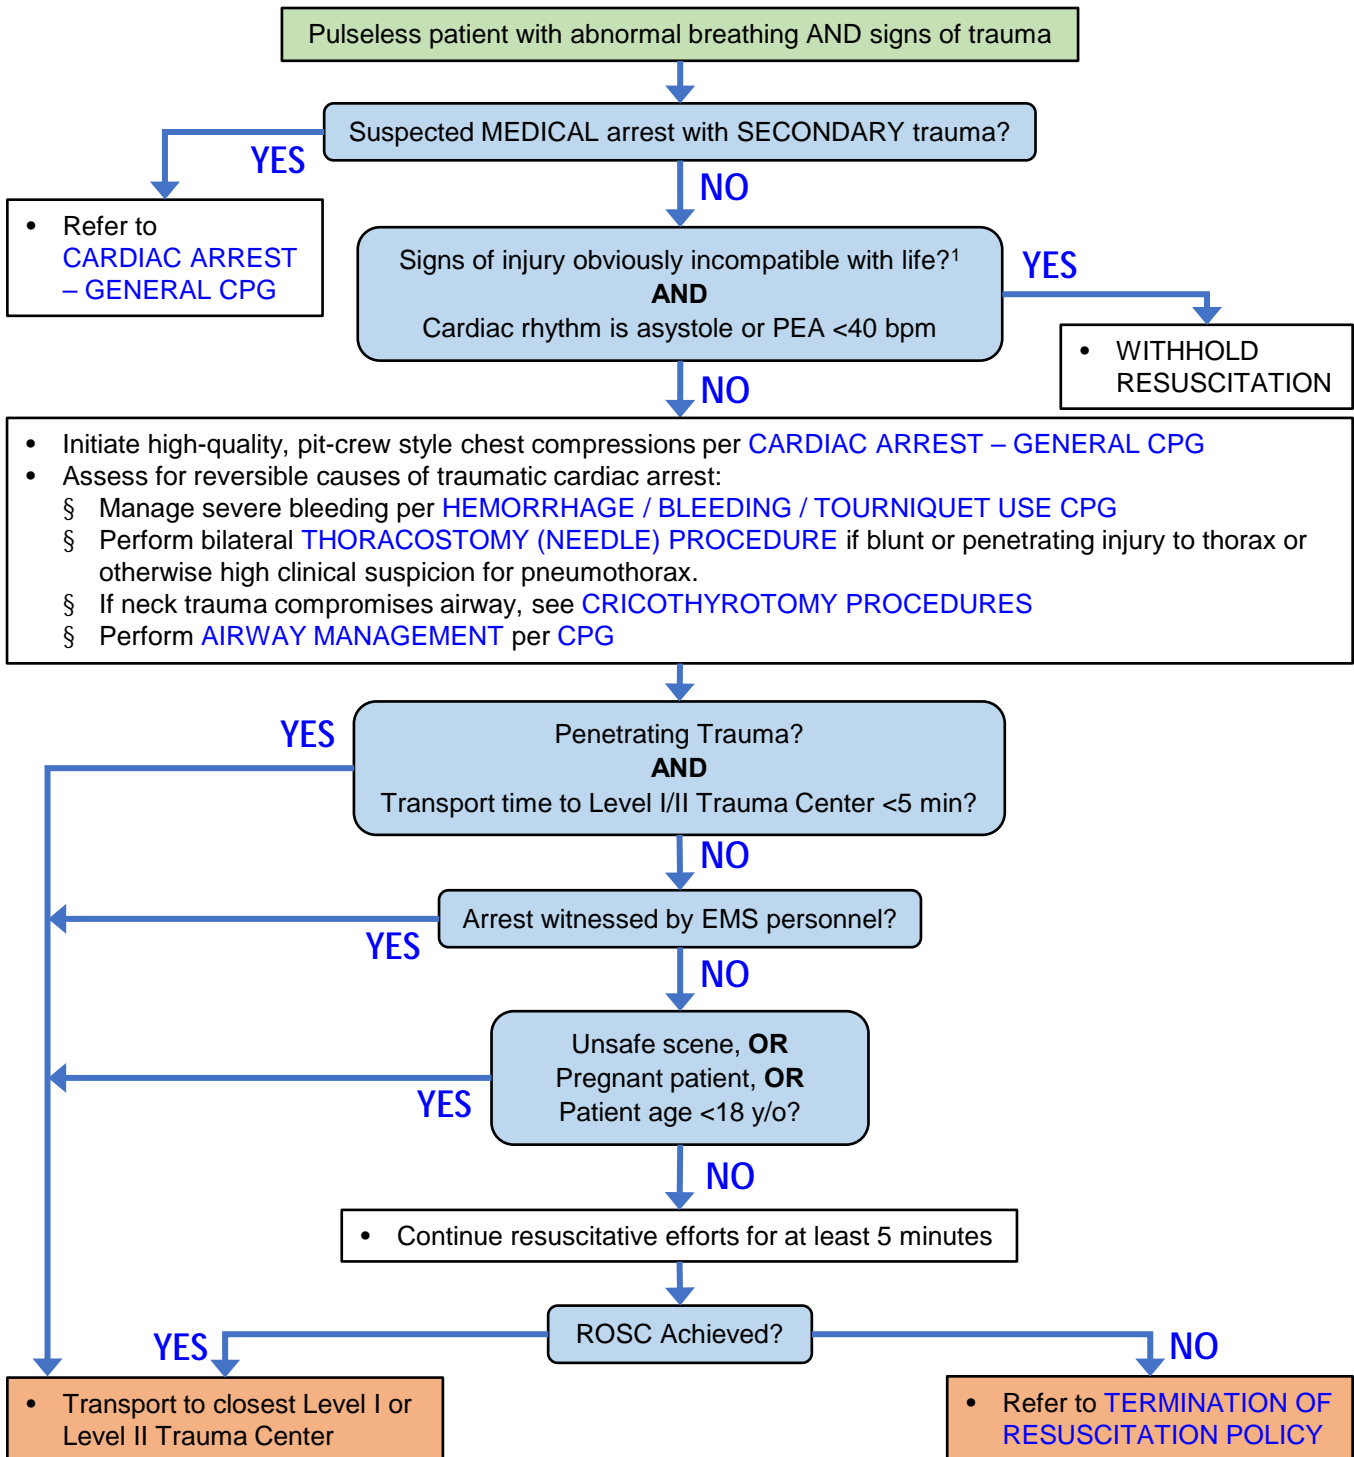 Pulseless patient with abnormal breathing AND signs of trauma
Suspected MEDICAL arrest with SECONDARY trauma?
YES
NO
• Refer to
CARDIAC ARREST
– GENERAL CPG
Signs of injury obviously incompatible with life?¹
AND
Cardiac rhythm is asystole or PEA <40 bpm
YES
• WITHHOLD
RESUSCITATION
NO
• Initiate high-quality, pit-crew style chest compressions per CARDIAC ARREST – GENERAL CPG
• Assess for reversible causes of traumatic cardiac arrest:
§ Manage severe bleeding per HEMORRHAGE / BLEEDING / TOURNIQUET USE CPG
§ Perform bilateral THORACOSTOMY (NEEDLE) PROCEDURE if blunt or penetrating injury to thorax or
otherwise high clinical suspicion for pneumothorax.
§ If neck trauma compromises airway, see CRICOTHYROTOMY PROCEDURES
§ Perform AIRWAY MANAGEMENT per CPG
YES
Penetrating Trauma?
AND
Transport time to Level I/II Trauma Center <5 min?
NO
Arrest witnessed by EMS personnel?
YES
NO
Unsafe scene, OR
Pregnant patient, OR
Patient age <18 y/o?
YES
NO
• Continue resuscitative efforts for at least 5 minutes
ROSC Achieved?
YES
NO
• Transport to closest Level I or
Level II Trauma Center
• Refer to TERMINATION OF
RESUSCITATION POLICY